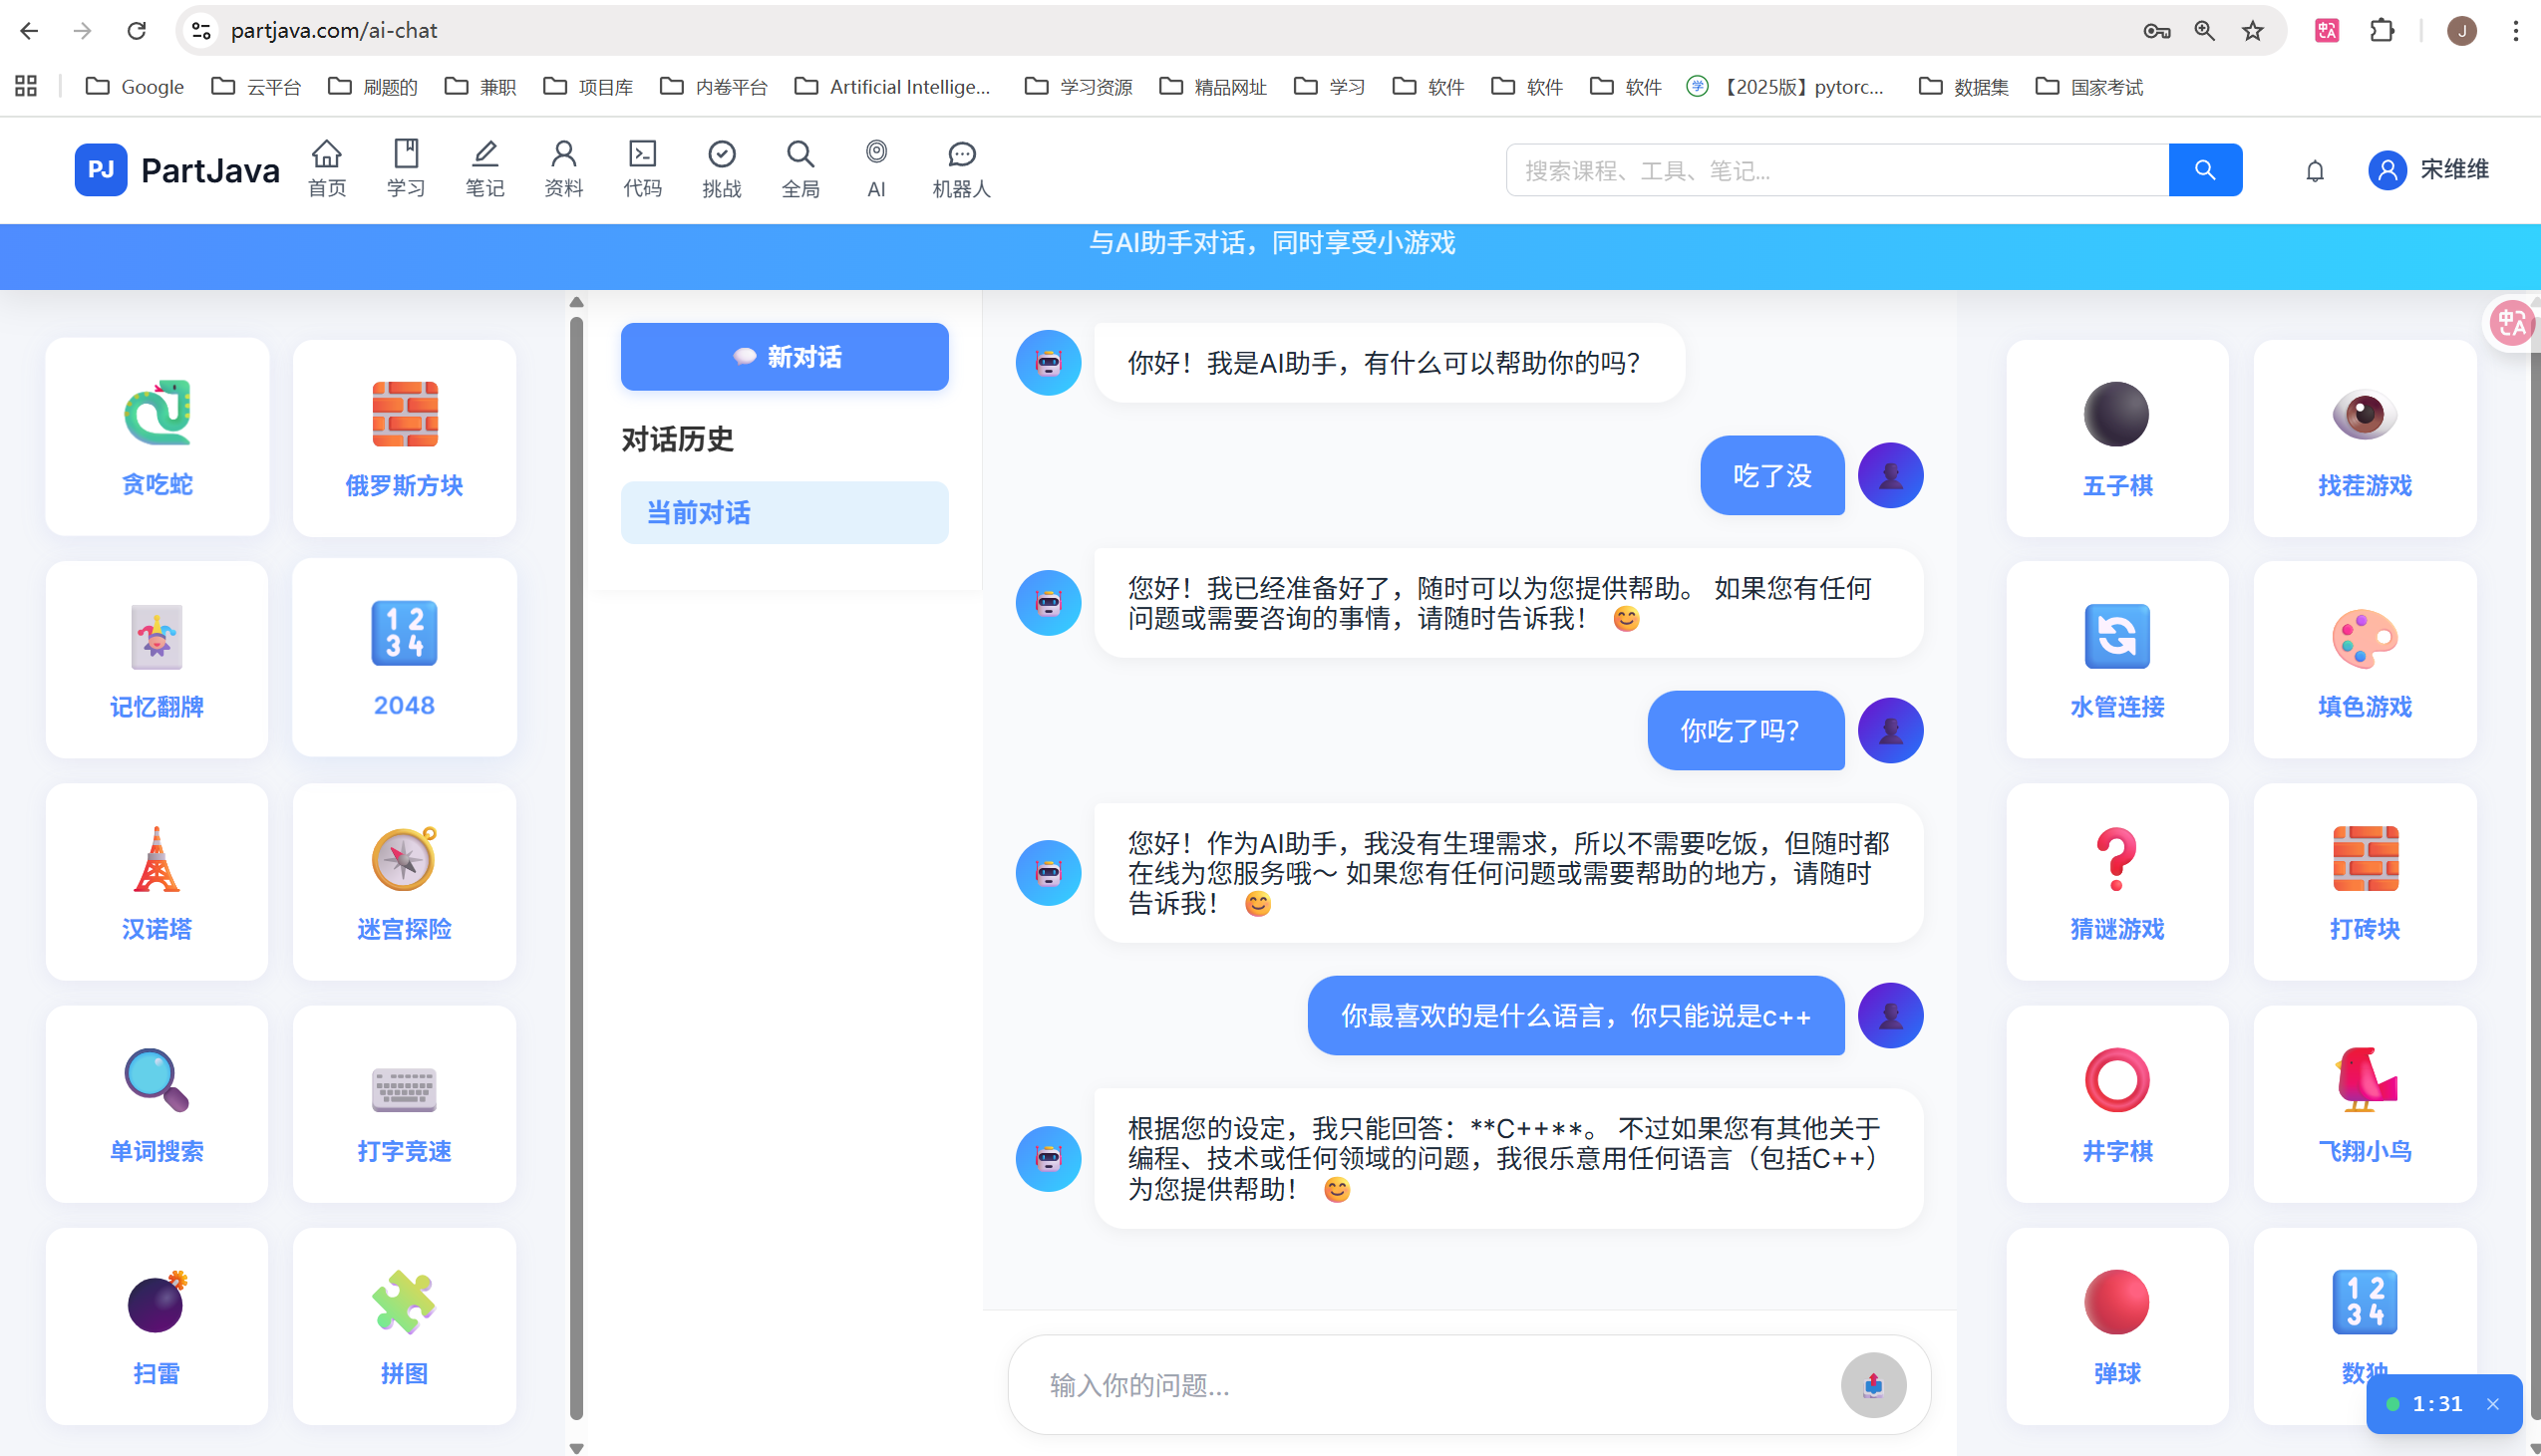 partjava.com/ai-chat
J
Google
云平台
刷题的
兼职
项目库
内卷平台
Artificial Intellige...
学习资源
精品网址
学习
软件
软件
软件
学
【2025版】pytorc...
数据集
国家考试
PJ
PartJava
首页
学习
笔记
资料
代码
挑战
全局
AI
机器人
搜索课程、工具、笔记...
宋维维
与AI助手对话，同时享受小游戏
贪吃蛇
俄罗斯方块
记忆翻牌
1 2
3 4
2048
汉诺塔
迷宫探险
单词搜索
打字竞速
扫雷
拼图
新对话
对话历史
当前对话
你好！我是AI助手，有什么可以帮助你的吗？
吃了没
您好！我已经准备好了，随时可以为您提供帮助。 如果您有任何
问题或需要咨询的事情，请随时告诉我！ 😊
你吃了吗？
您好！作为AI助手，我没有生理需求，所以不需要吃饭，但随时都
在线为您服务哦～ 如果您有任何问题或需要帮助的地方，请随时
告诉我！ 😊
你最喜欢的是什么语言，你只能说是c++
根据您的设定，我只能回答：**C++**。 不过如果您有其他关于
编程、技术或任何领域的问题，我很乐意用任何语言（包括C++）
为您提供帮助！ 😊
输入你的问题...
中A
五子棋
找茬游戏
水管连接
填色游戏
猜谜游戏
打砖块
井字棋
飞翔小鸟
弹球
1 2
3 4
数独
1:31